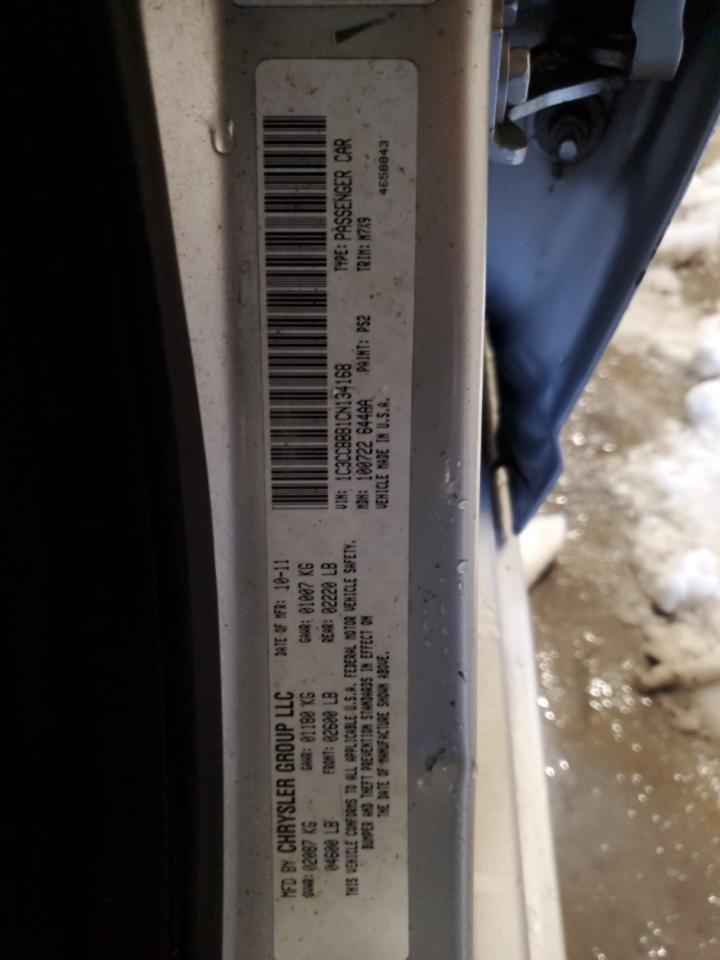 MFD BY CHRYSLER GROUP LLC DATE OF MFR: 10-11
GVWR: 02087 KG GAWR: 01180 KG GAWR: 01007 KG
04600 LB FRONT: 02600 LB REAR: 02220 LB
THIS VEHICLE CONFORMS TO ALL APPLICABLE U.S.A. FEDERAL MOTOR VEHICLE SAFETY,
BUMPER AND THEFT PREVENTION STANDARDS IN EFFECT ON
THE DATE OF MANUFACTURE SHOWN ABOVE.
VIN: 1C3CCBBB1CN134168 TYPE: PASSENGER CAR
MDH: 100722 644AA PAINT: PS2 TRIM: M7X9
VEHICLE MADE IN U.S.A. 4658843